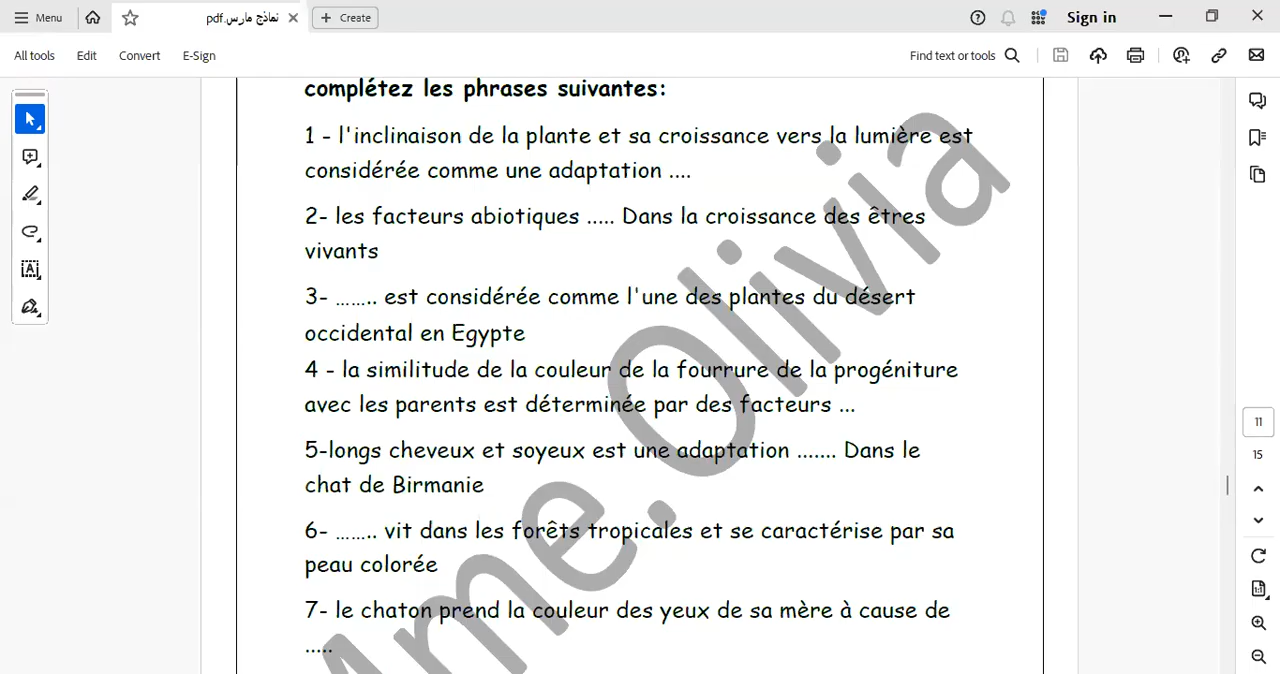 Menu
نماذج مارس.pdf
Create
Sign in
All tools
Edit
Convert
E-Sign
Find text or tools
complétez les phrases suivantes:
1 - l'inclinaison de la plante et sa croissance vers la lumière est
considérée comme une adaptation ....
2- les facteurs abiotiques ..... Dans la croissance des êtres
vivants
3- …….. est considérée comme l'une des plantes du désert
occidental en Egypte
4 - la similitude de la couleur de la fourrure de la progéniture
avec les parents est déterminée par des facteurs ...
5-longs cheveux et soyeux est une adaptation ....... Dans le
chat de Birmanie
6- …….. vit dans les forêts tropicales et se caractérise par sa
peau colorée
7- le chaton prend la couleur des yeux de sa mère à cause de
.....
Mme.Olivia
11
15